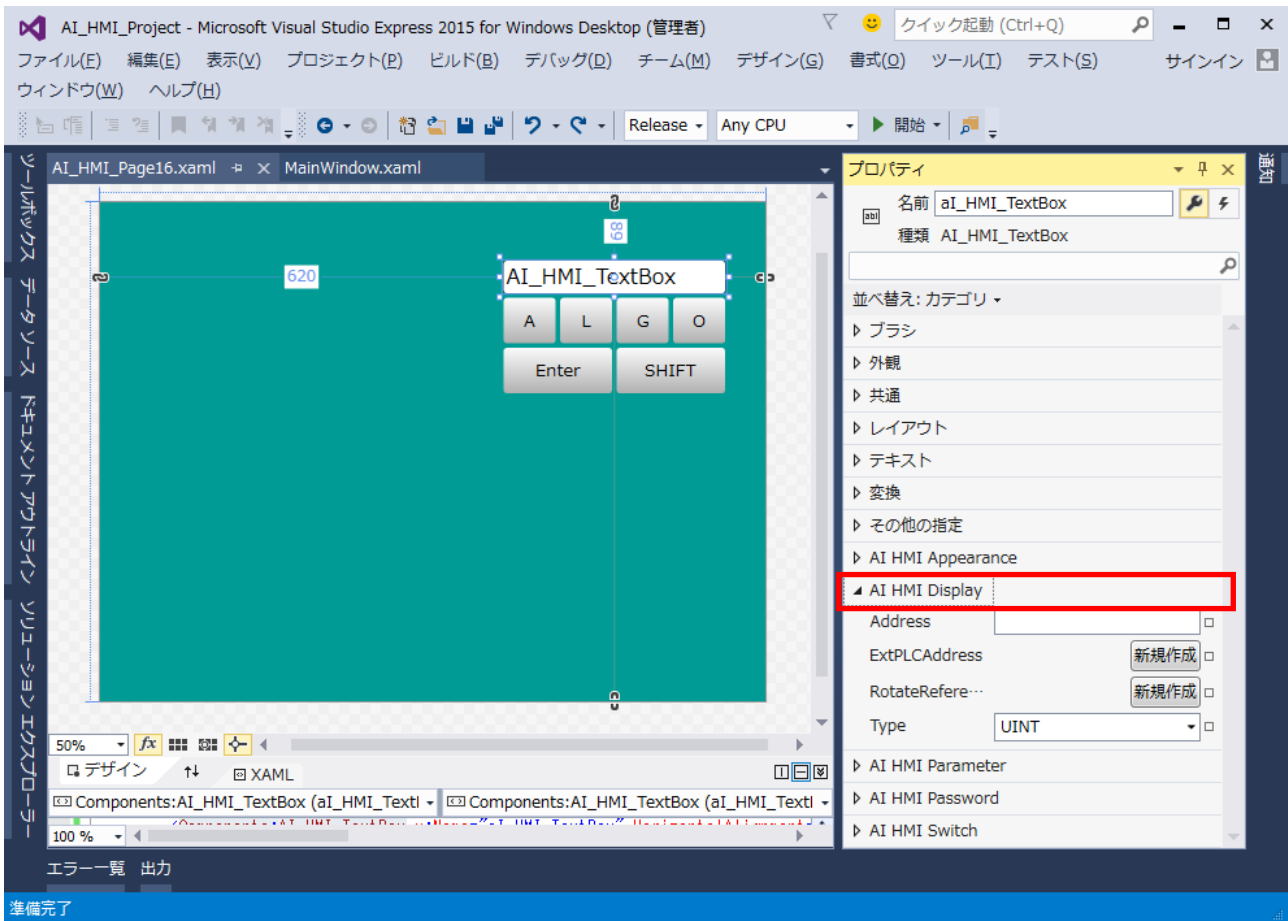 AI_HMI_Project - Microsoft Visual Studio Express 2015 for Windows Desktop (管理者)
クイック起動 (Ctrl+Q)
ファイル(F) 編集(E) 表示(V) プロジェクト(P) ビルド(B) デバッグ(D) チーム(M) デザイン(G) 書式(O) ツール(T) テスト(S) サインイン
ウィンドウ(W) ヘルプ(H)
Release Any CPU 開始
ツールボックス
データ ソース
ドキュメント アウトライン
ソリューション エクスプローラー
AI_HMI_Page16.xaml MainWindow.xaml
68
620
AI_HMI_TextBox
A L G O
Enter SHIFT
50% fx
デザイン XAML
Components:AI_HMI_TextBox (aI_HMI_Text Components:AI_HMI_TextBox (aI_HMI_Text
100 %
プロパティ
名前 aI_HMI_TextBox
種類 AI_HMI_TextBox
並べ替え: カテゴリ
ブラシ
外観
共通
レイアウト
テキスト
変換
その他の指定
AI HMI Appearance
AI HMI Display
Address
ExtPLCAddress 新規作成
RotateRefere… 新規作成
Type UINT
AI HMI Parameter
AI HMI Password
AI HMI Switch
通知
エラー一覧 出力
準備完了